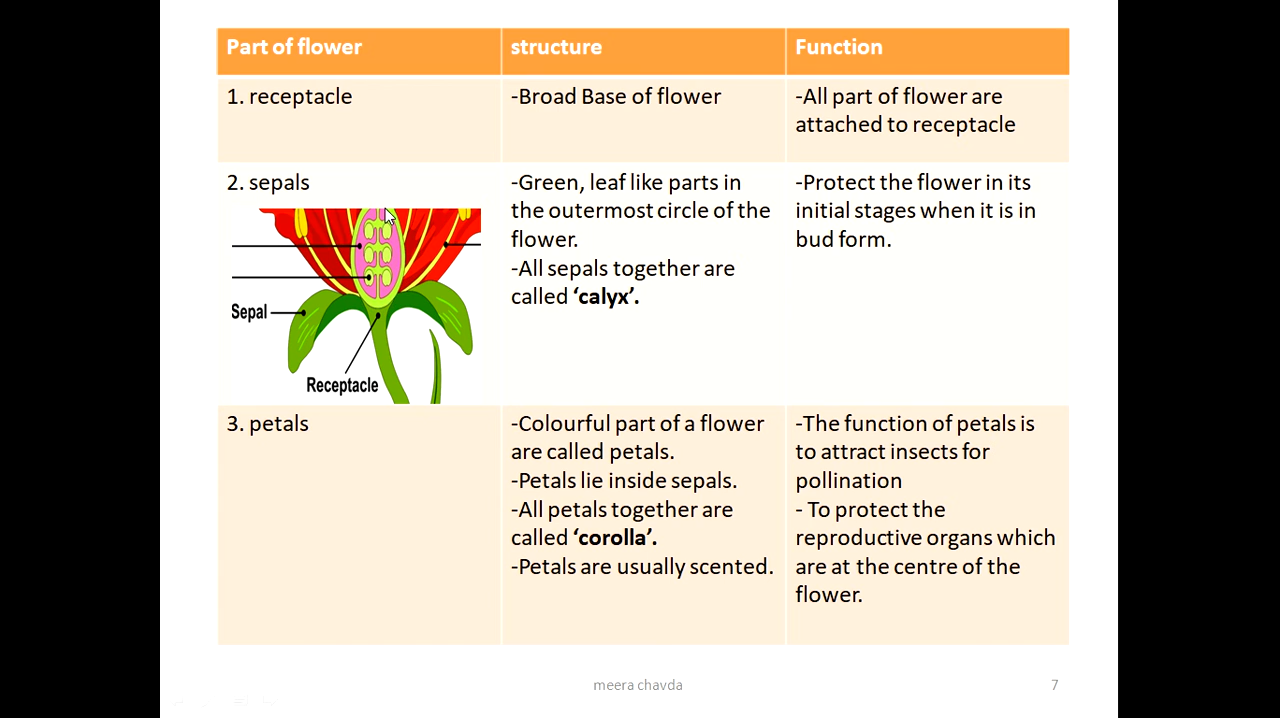 Part of flower
structure
Function
1. receptacle
-Broad Base of flower
-All part of flower are
attached to receptacle
2. sepals
Sepal
Receptacle
-Green, leaf like parts in
the outermost circle of the
flower.
-All sepals together are
called ‘calyx’.
-Protect the flower in its
initial stages when it is in
bud form.
3. petals
-Colourful part of a flower
are called petals.
-Petals lie inside sepals.
-All petals together are
called ‘corolla’.
-Petals are usually scented.
-The function of petals is
to attract insects for
pollination
- To protect the
reproductive organs which
are at the centre of the
flower.
meera chavda
7